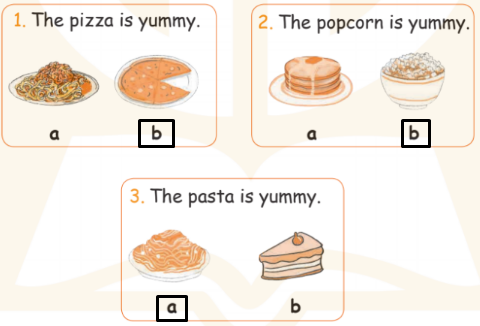 1. The pizza is yummy.
a b
2. The popcorn is yummy.
a b
3. The pasta is yummy.
a b